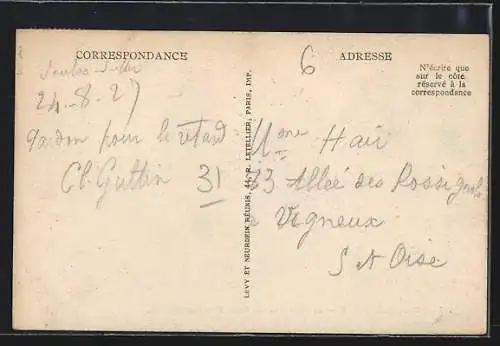 CORRESPONDANCE
24-8-27
Pardon pour le retard
Cl. Guttin
31
LEVY ET NEURDEIN RÉUNIS, 44, R. LETELLIER, PARIS, IMP.
6
ADRESSE
N'écrire que
sur le côté
réservé à la
correspondance
Mme Hair
33 Allée des Rossignols
Vigneux
S et Oise